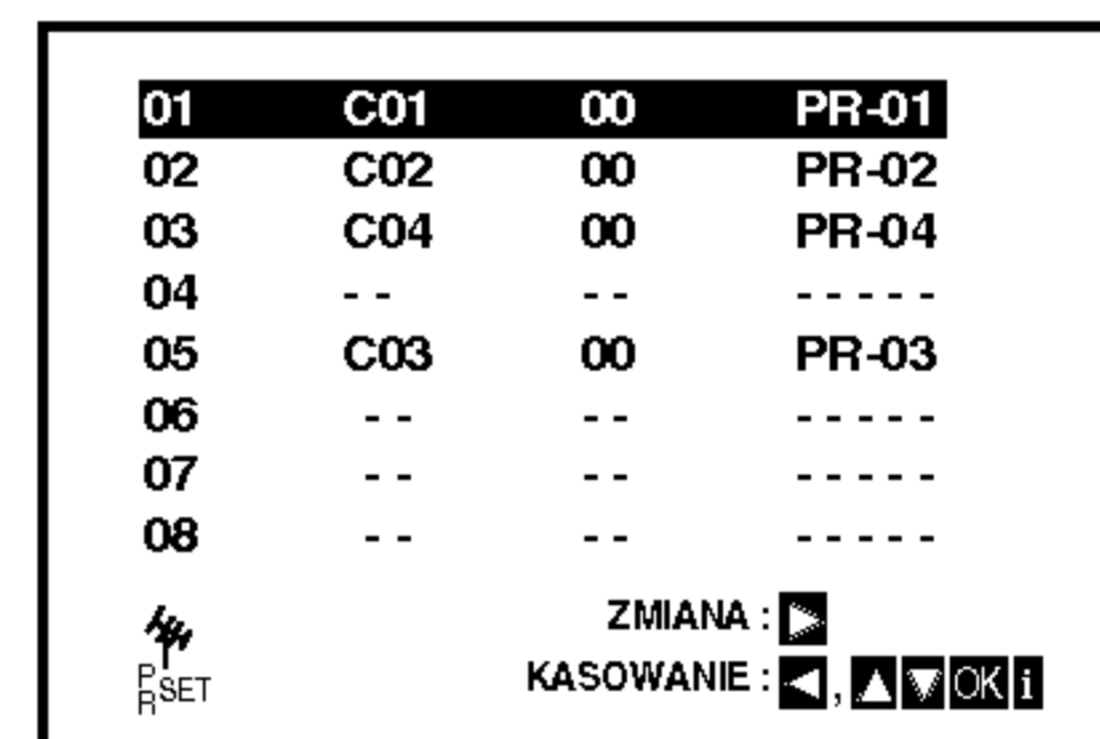 01 C01 00 PR-01
02 C02 00 PR-02
03 C04 00 PR-04
04 - - - - - - - - -
05 C03 00 PR-03
06 - - - - - - - - -
07 - - - - - - - - -
08 - - - - - - - - -
ZMIANA :
PR SET KASOWANIE : , OK i